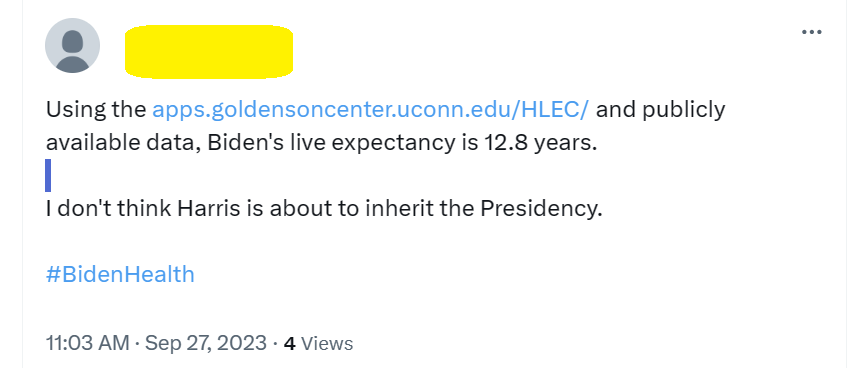 Using the apps.goldensoncenter.uconn.edu/HLEC/ and publicly
available data, Biden's live expectancy is 12.8 years.
I don't think Harris is about to inherit the Presidency.
#BidenHealth
11:03 AM · Sep 27, 2023 · 4 Views